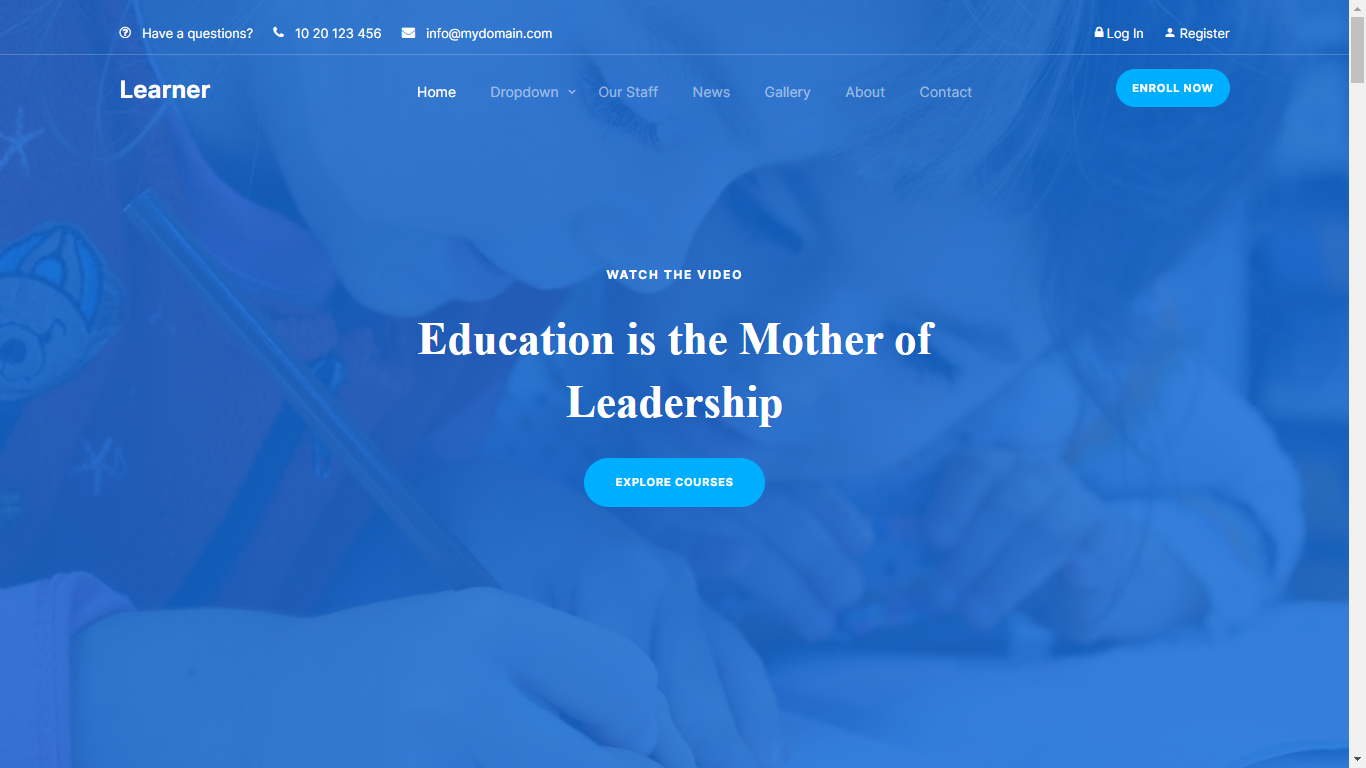 Have a questions? 10 20 123 456 info@mydomain.com Log In Register
Learner Home Dropdown Our Staff News Gallery About Contact ENROLL NOW
WATCH THE VIDEO
Education is the Mother of
Leadership
EXPLORE COURSES